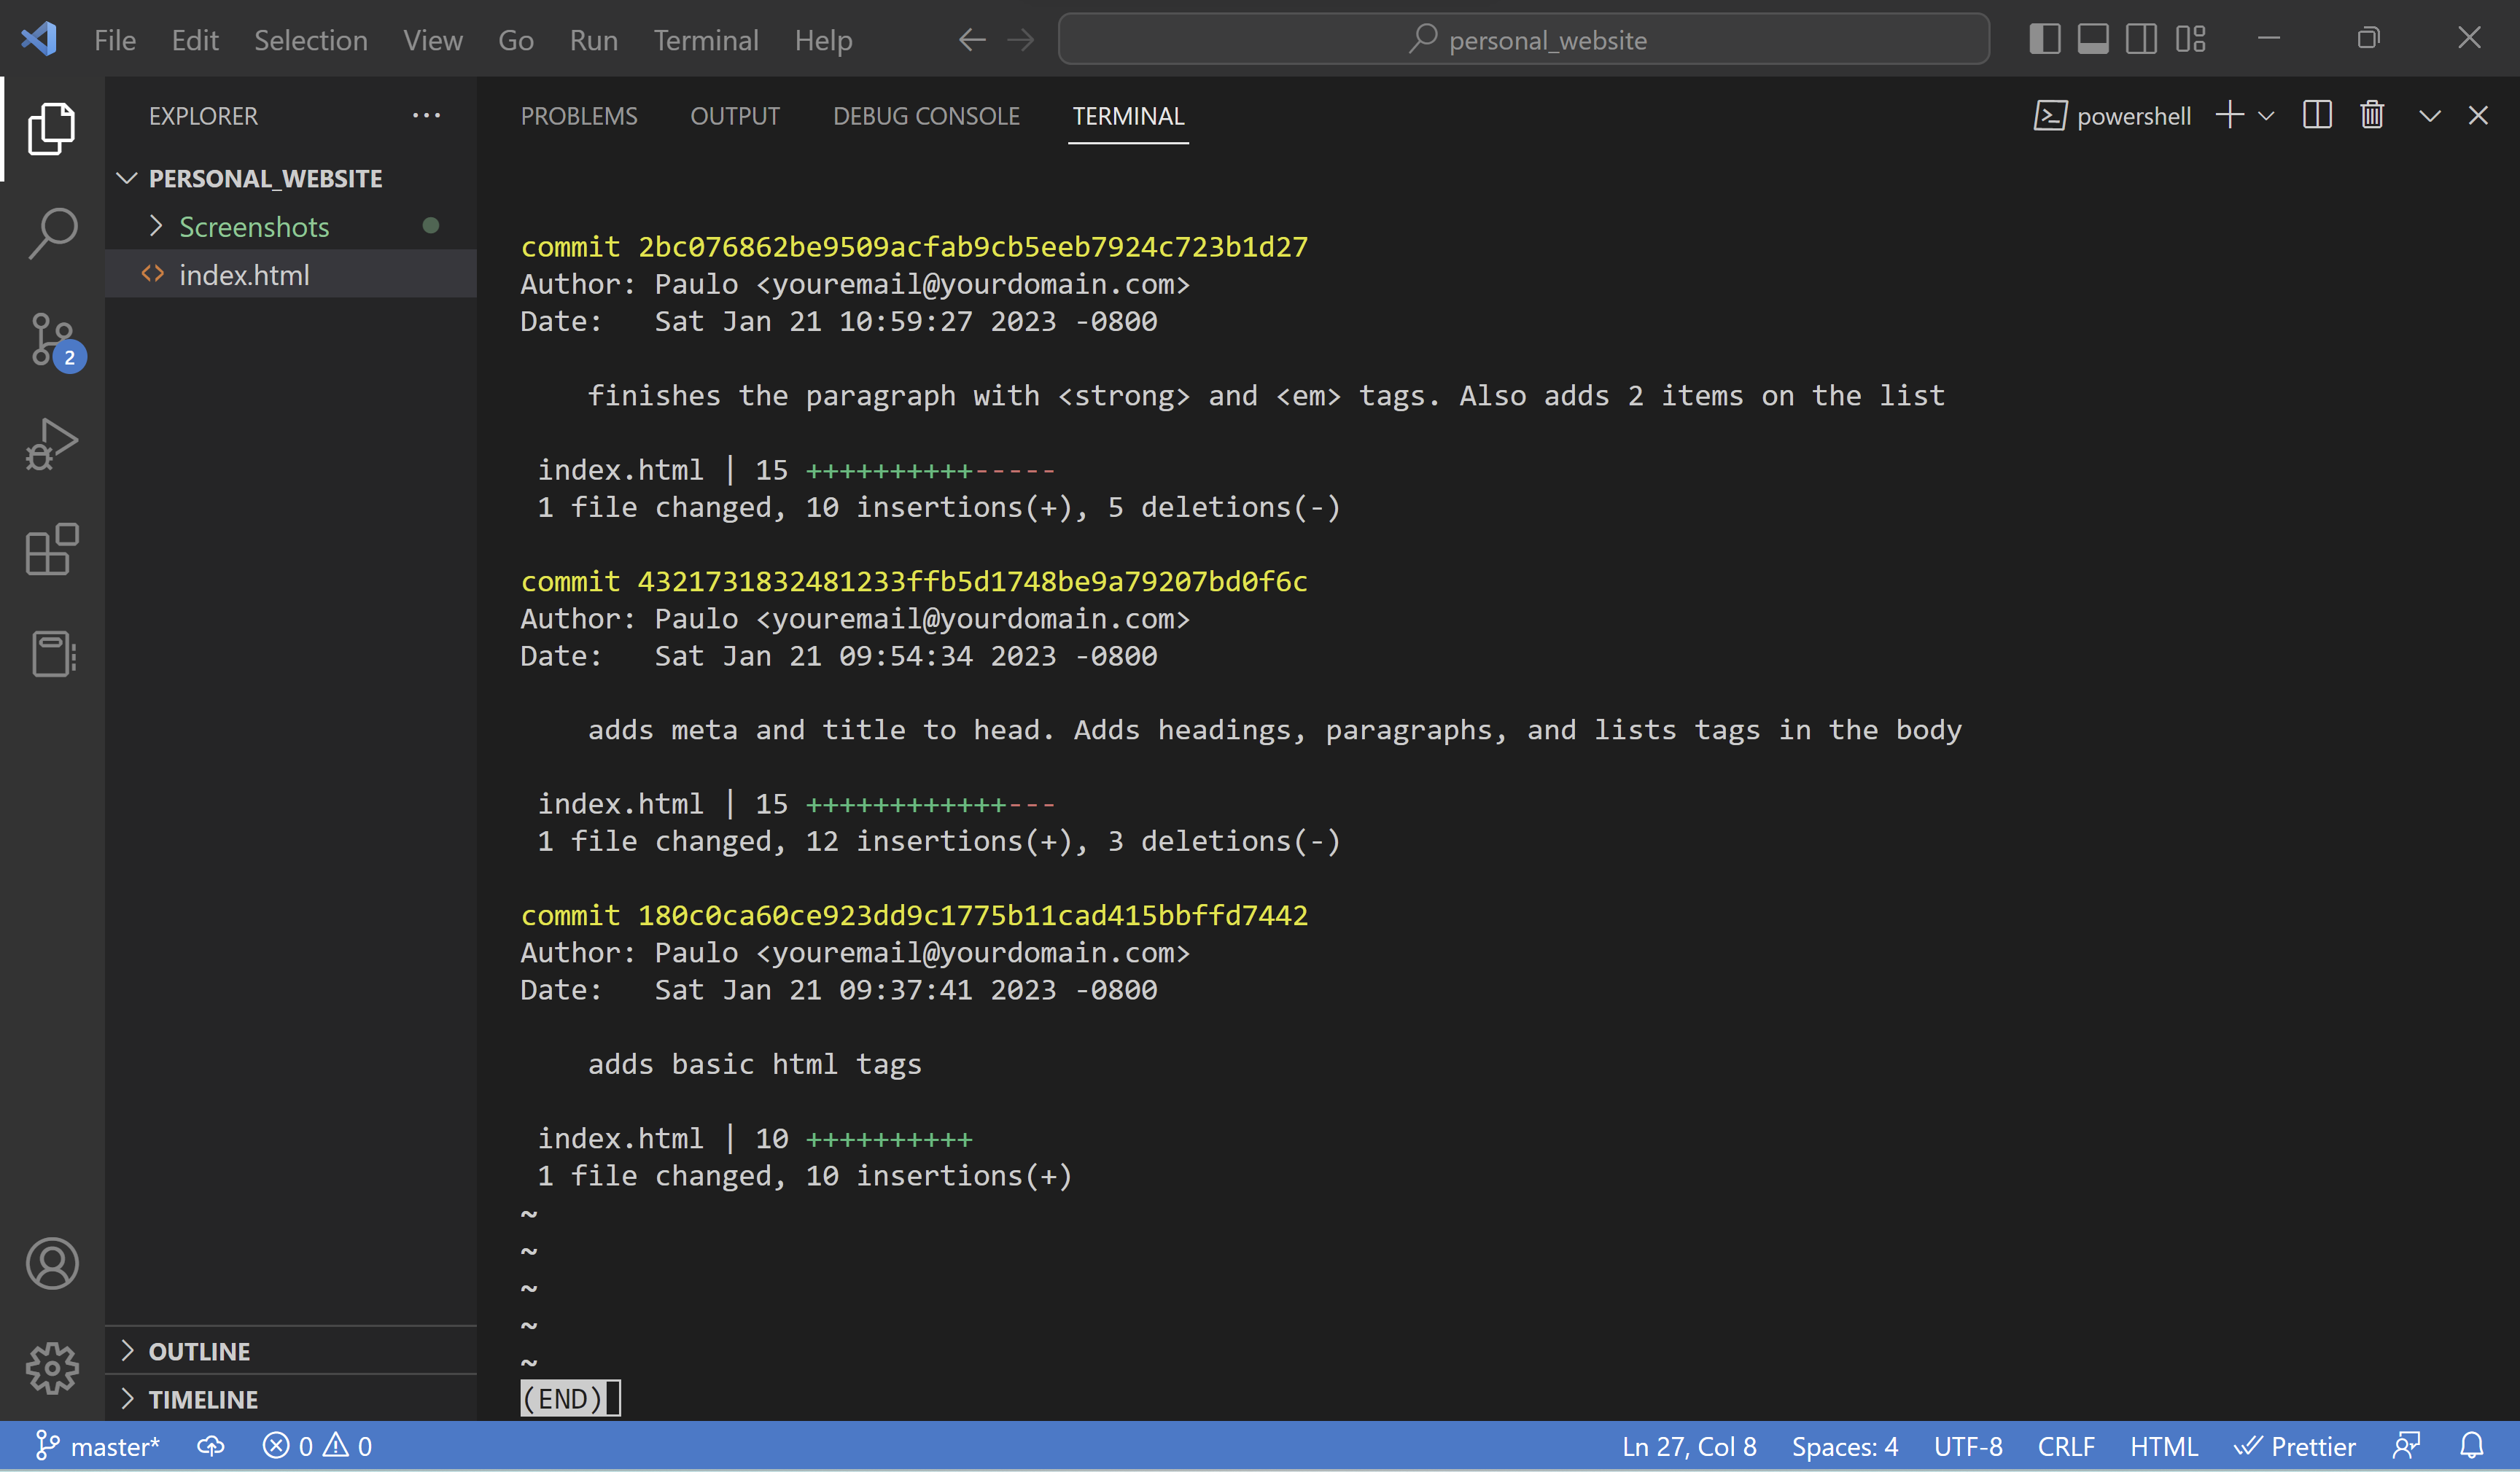 File Edit Selection View Go Run Terminal Help personal_website
EXPLORER
PERSONAL_WEBSITE
Screenshots
index.html
2
OUTLINE
TIMELINE
PROBLEMS OUTPUT DEBUG CONSOLE TERMINAL powershell
commit 2bc076862be9509acfab9cb5eeb7924c723b1d27
Author: Paulo <youremail@yourdomain.com>
Date:   Sat Jan 21 10:59:27 2023 -0800
finishes the paragraph with <strong> and <em> tags. Also adds 2 items on the list
index.html | 15 ++++++++++-----
1 file changed, 10 insertions(+), 5 deletions(-)
commit 4321731832481233ffb5d1748be9a79207bd0f6c
Author: Paulo <youremail@yourdomain.com>
Date:   Sat Jan 21 09:54:34 2023 -0800
adds meta and title to head. Adds headings, paragraphs, and lists tags in the body
index.html | 15 ++++++++++++---
1 file changed, 12 insertions(+), 3 deletions(-)
commit 180c0ca60ce923dd9c1775b11cad415bbffd7442
Author: Paulo <youremail@yourdomain.com>
Date:   Sat Jan 21 09:37:41 2023 -0800
adds basic html tags
index.html | 10 ++++++++++
1 file changed, 10 insertions(+)
~
~
~
~
~
(END)
master* 0 0 Ln 27, Col 8 Spaces: 4 UTF-8 CRLF HTML Prettier